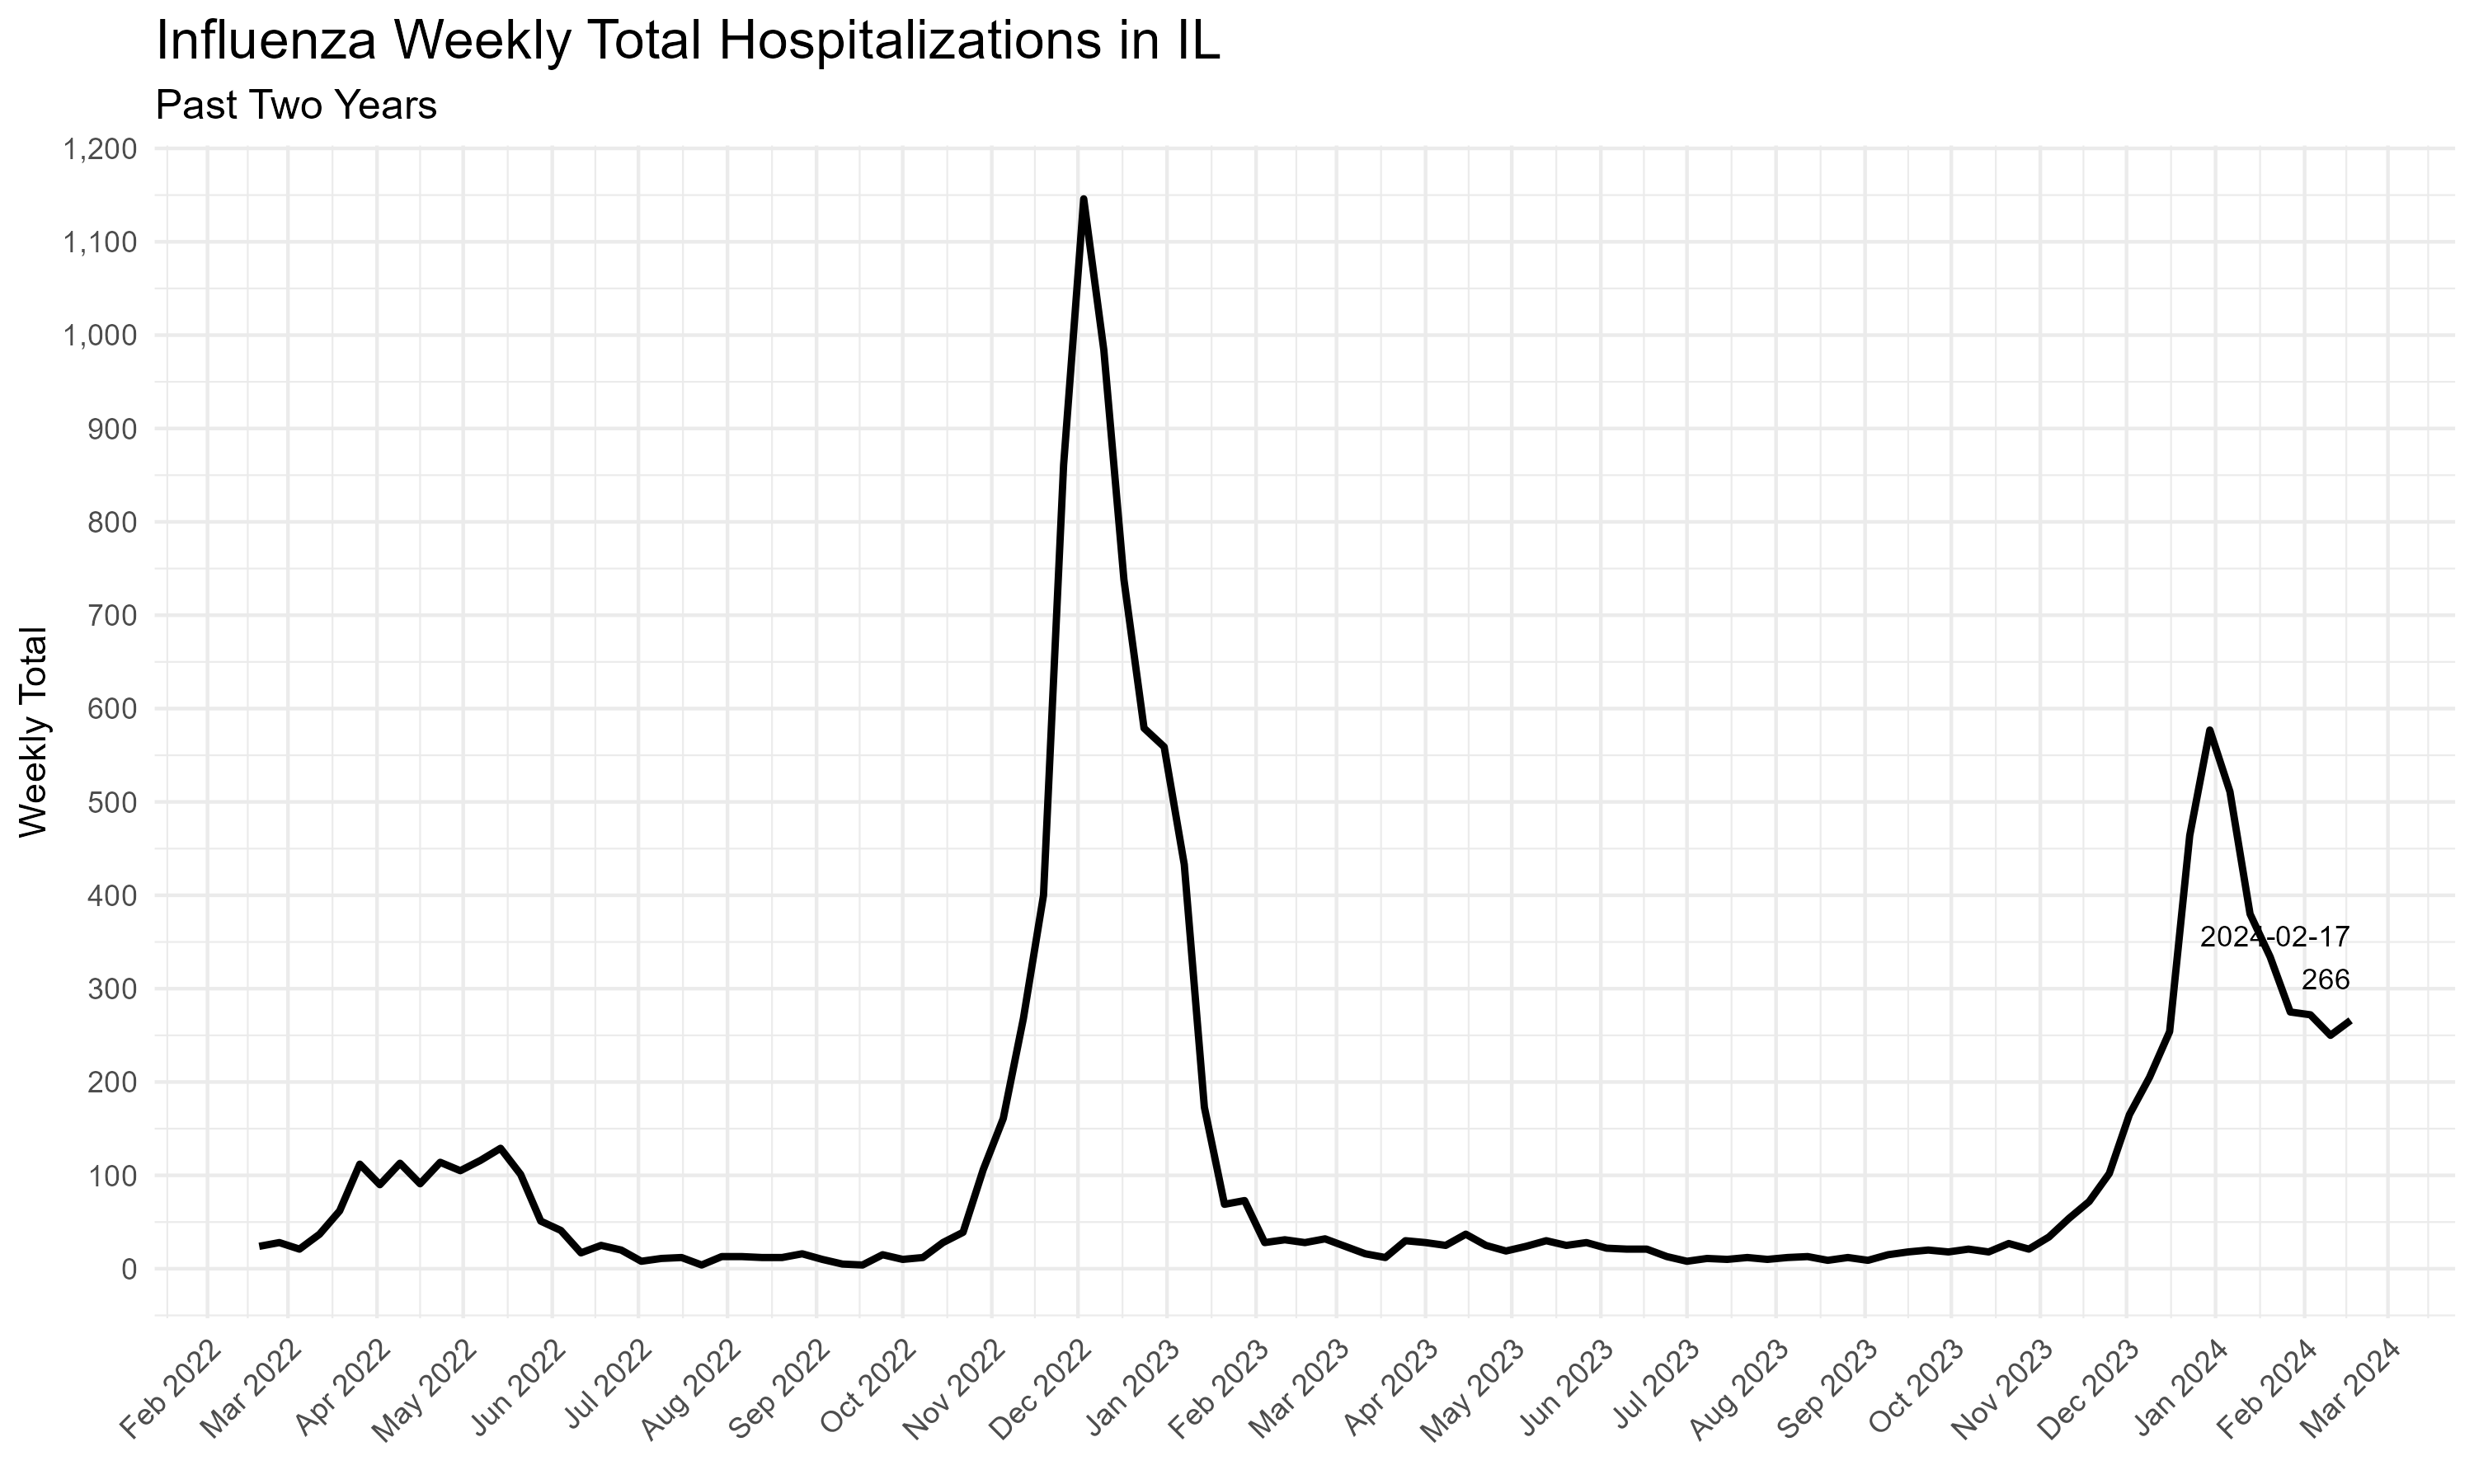 Influenza Weekly Total Hospitalizations in IL
Past Two Years
1,200
1,100
1,000
900
800
700
600
500
400
300
200
100
0
Weekly Total
2024-02-17
266
Feb 2022
Mar 2022
Apr 2022
May 2022
Jun 2022
Jul 2022
Aug 2022
Sep 2022
Oct 2022
Nov 2022
Dec 2022
Jan 2023
Feb 2023
Mar 2023
Apr 2023
May 2023
Jun 2023
Jul 2023
Aug 2023
Sep 2023
Oct 2023
Nov 2023
Dec 2023
Jan 2024
Feb 2024
Mar 2024